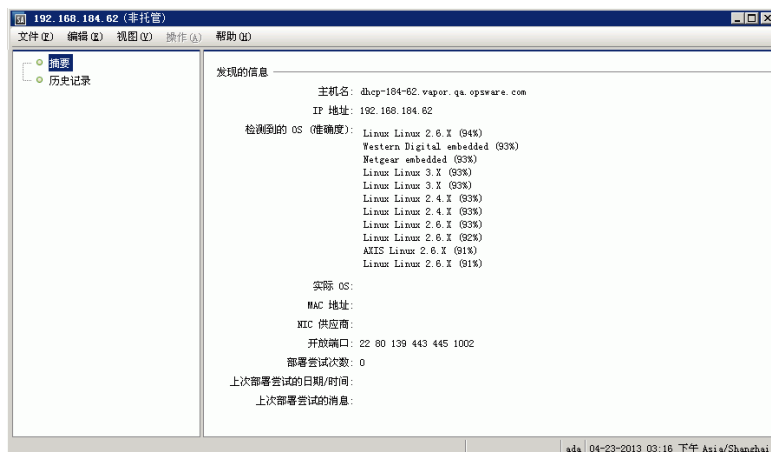 192.168.184.62 (非托管)
文件(F) 编辑(E) 视图(V) 操作(A) 帮助(H)
摘要
历史记录
发现的信息
主机名: dhcp-184-62.vapor.qa.opsware.com
IP 地址: 192.168.184.62
检测到的 OS (准确度): Linux Linux 2.6.X (94%)
Western Digital embedded (93%)
Netgear embedded (93%)
Linux Linux 3.X (93%)
Linux Linux 3.X (93%)
Linux Linux 2.4.X (93%)
Linux Linux 2.4.X (93%)
Linux Linux 2.6.X (93%)
Linux Linux 2.6.X (92%)
AXIS Linux 2.6.X (91%)
Linux Linux 2.6.X (91%)
实际 OS:
MAC 地址:
NIC 供应商:
开放端口: 22 80 139 443 445 1002
部署尝试次数: 0
上次部署尝试的日期/时间:
上次部署尝试的消息:
ada 04-23-2013 03:16 下午 Asia/Shanghai